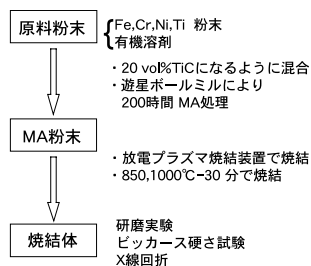 原料粉末
Fe,Cr,Ni,Ti 粉末
有機溶剤
・20 vol%TiCになるように混合
・遊星ボールミルにより
200時間 MA処理
MA粉末
・放電プラズマ焼結装置で焼結
・850,1000℃-30 分で焼結
焼結体
研磨実験
ビッカース硬さ試験
X線回折